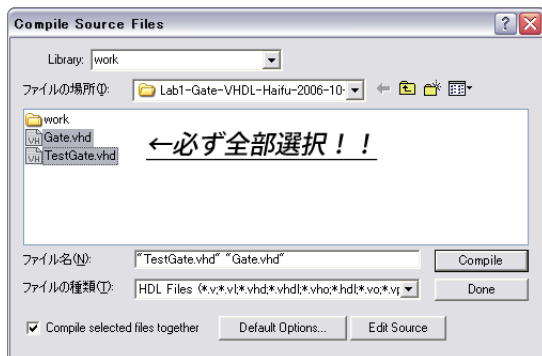 Compile Source Files
Library: work
ファイルの場所(I): Lab1-Gate-VHDL-Haifu-2006-10-
work
Gate.vhd
TestGate.vhd
←必ず全部選択！！
ファイル名(N): "TestGate.vhd" "Gate.vhd" Compile
ファイルの種類(T): HDL Files (*.v;*.vl;*.vhd;*.vhdl;*.vho;*.hdl;*.vo;*.vp Done
Compile selected files together Default Options... Edit Source